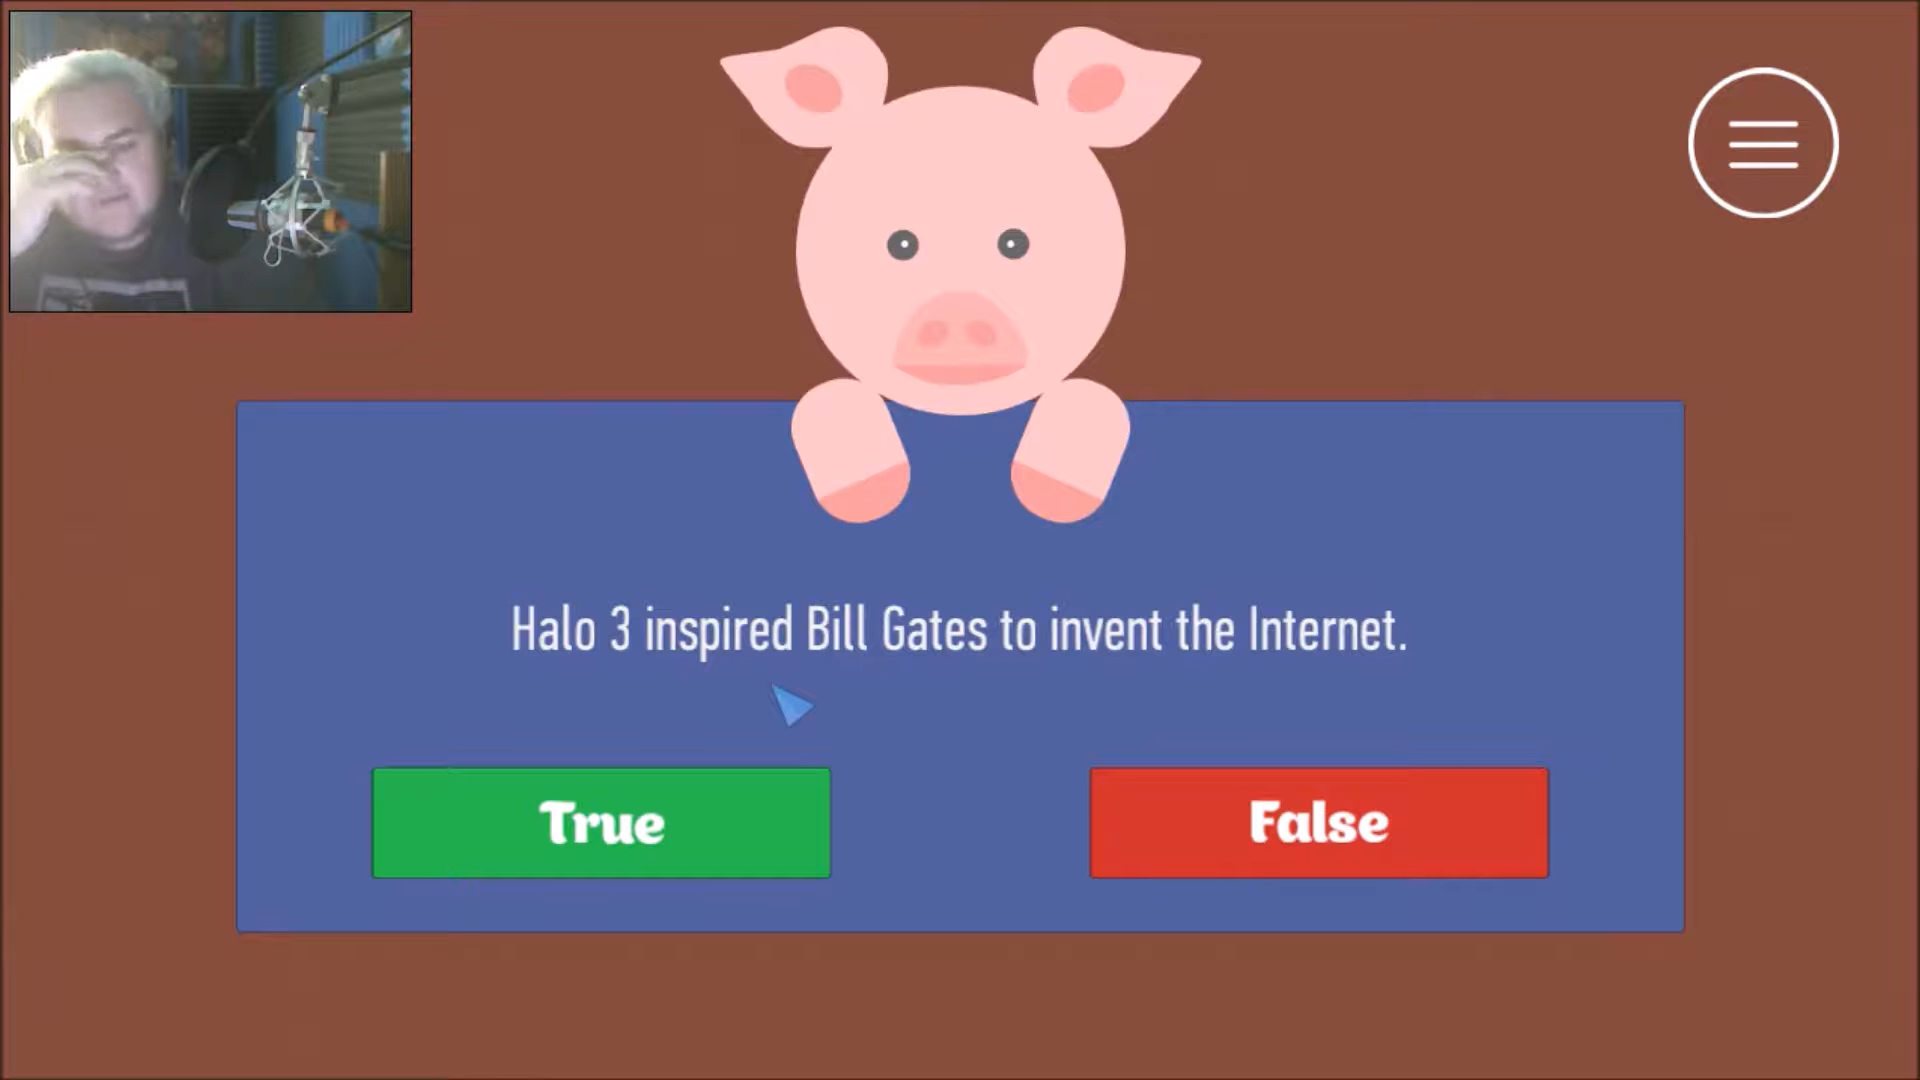 Halo 3 inspired Bill Gates to invent the Internet.
True
False